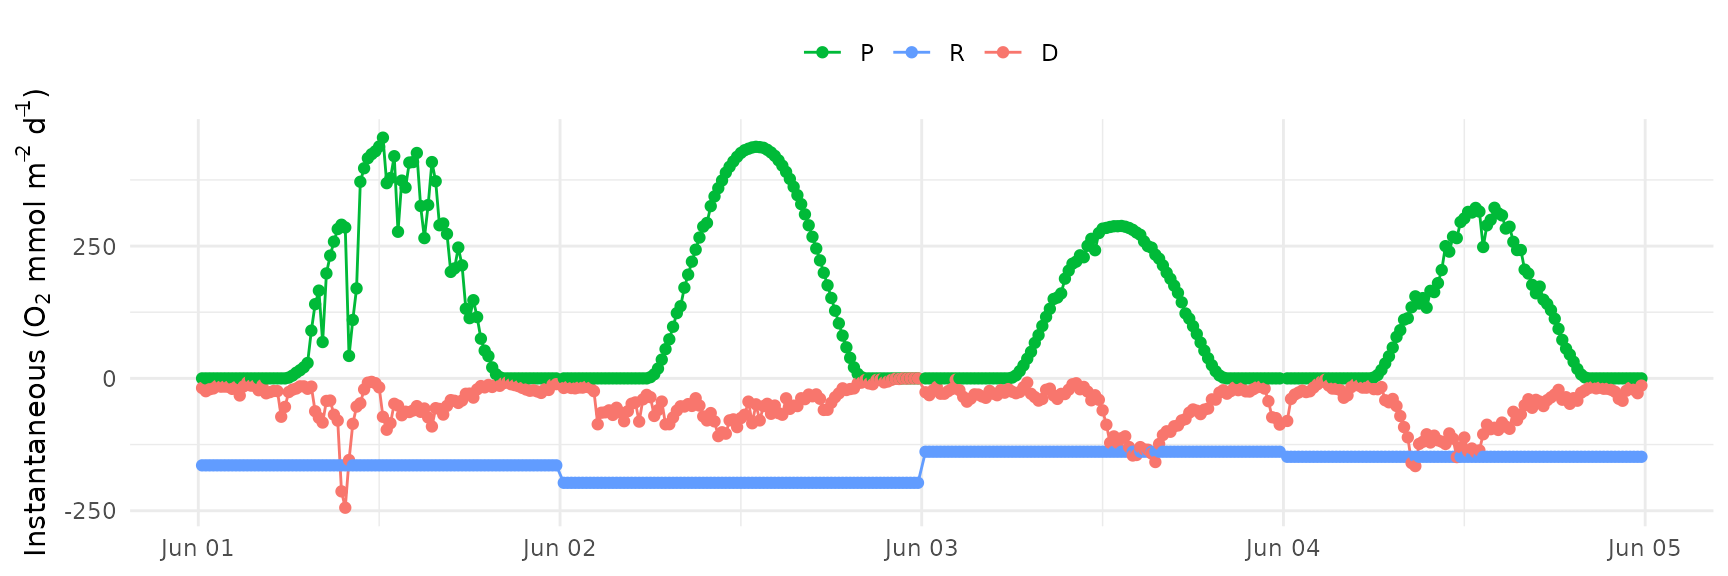 P R D
Instantaneous (O₂ mmol m⁻² d⁻¹)
250
0
-250
Jun 01 Jun 02 Jun 03 Jun 04 Jun 05